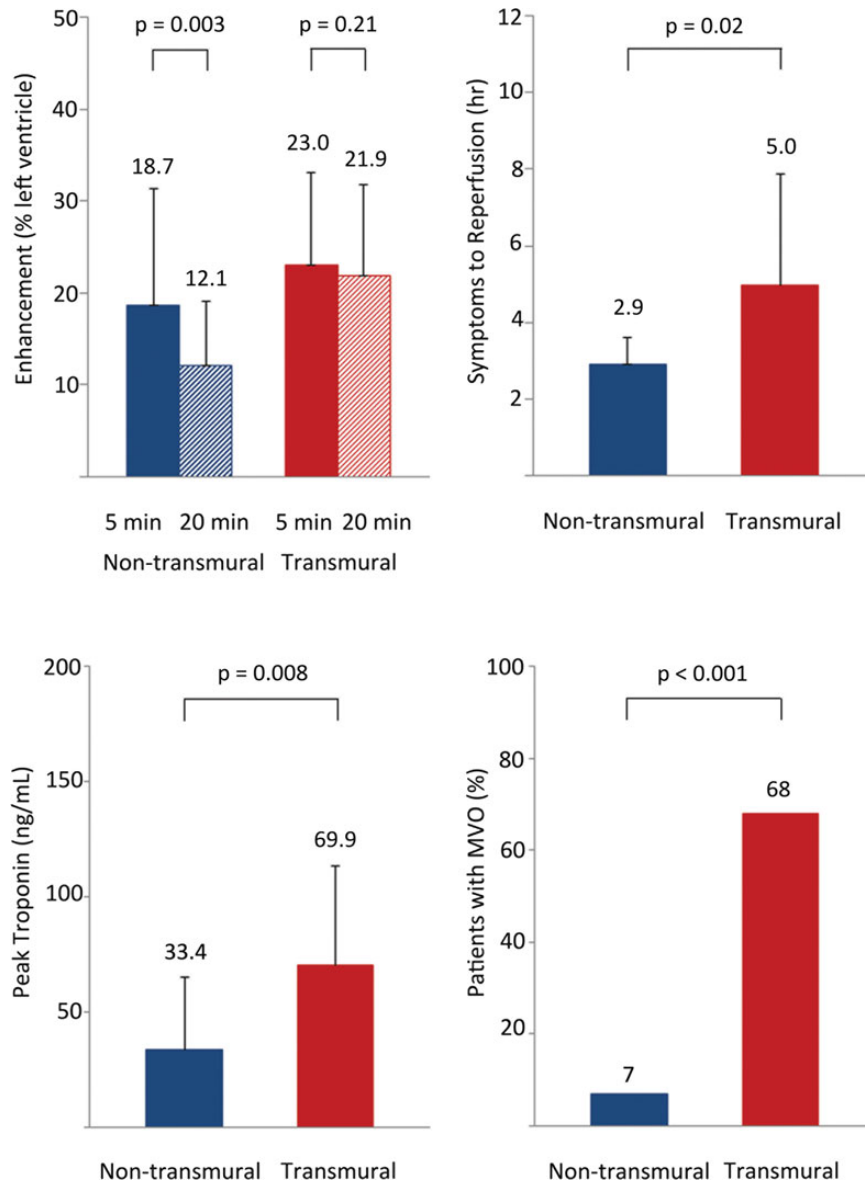 Enhancement (% left ventricle)
50
40
30
20
10
p = 0.003
p = 0.21
18.7
12.1
23.0
21.9
5 min 20 min 5 min 20 min
Non-transmural Transmural
Symptoms to Reperfusion (hr)
12
10
8
6
4
2
p = 0.02
2.9
5.0
Non-transmural Transmural
Peak Troponin (ng/mL)
200
150
100
50
p = 0.008
33.4
69.9
Non-transmural Transmural
Patients with MVO (%)
100
80
60
40
20
p < 0.001
7
68
Non-transmural Transmural